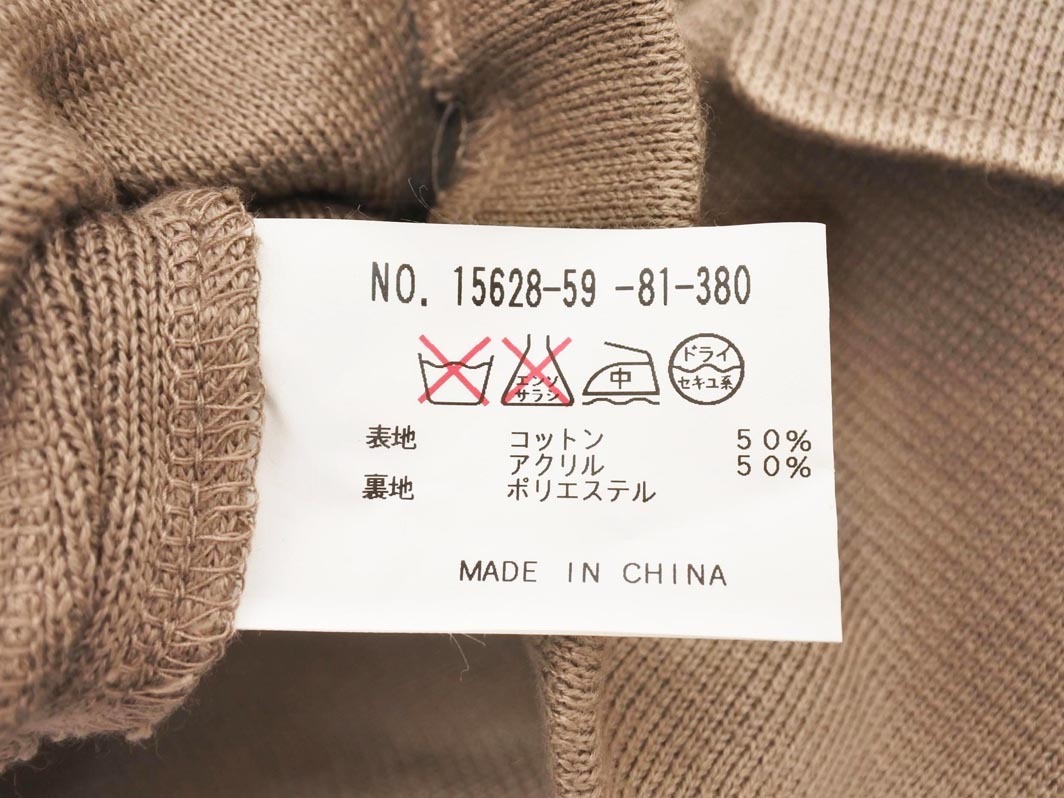 NO. 15628-59 -81-380
エンソ サラシ
中
ドライ
セキユ系
表地 コットン 50%
アクリル 50%
裏地 ポリエステル
MADE IN CHINA